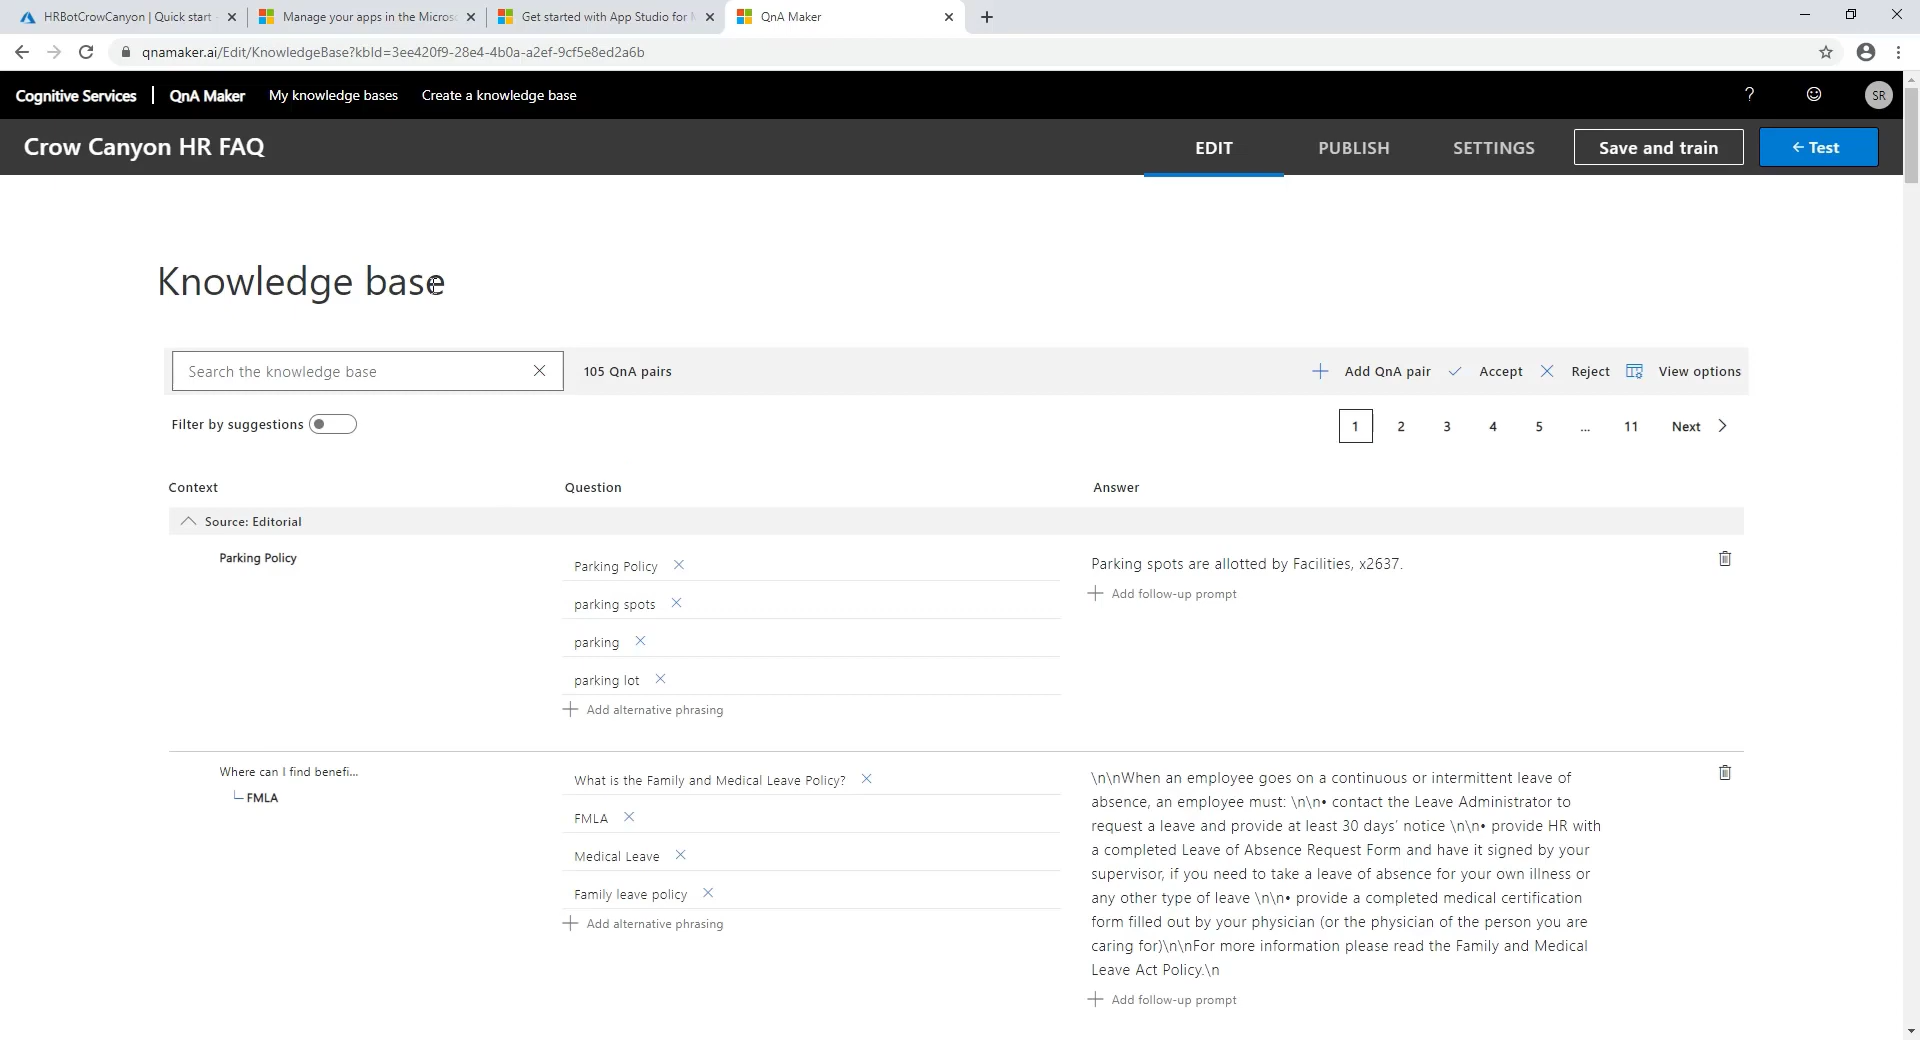 HRBotCrowCanyon | Quick start
Manage your apps in the Micros
Get started with App Studio for
QnA Maker
qnamaker.ai/Edit/KnowledgeBase?kbId=3ee420f9-28e4-4b0a-a2ef-9cf5e8ed2a6b
Cognitive Services | QnA Maker My knowledge bases Create a knowledge base ? SR
Crow Canyon HR FAQ EDIT PUBLISH SETTINGS Save and train ← Test
Knowledge base
Search the knowledge base 105 QnA pairs Add QnA pair Accept Reject View options
Filter by suggestions 1 2 3 4 5 ... 11 Next
Context Question Answer
Source: Editorial
Parking Policy
Parking Policy
parking spots
parking
parking lot
Add alternative phrasing
Parking spots are allotted by Facilities, x2637.
Add follow-up prompt
Where can I find benefi...
FMLA
What is the Family and Medical Leave Policy?
FMLA
Medical Leave
Family leave policy
Add alternative phrasing
\n\nWhen an employee goes on a continuous or intermittent leave of
absence, an employee must: \n\n• contact the Leave Administrator to
request a leave and provide at least 30 days' notice \n\n• provide HR with
a completed Leave of Absence Request Form and have it signed by your
supervisor, if you need to take a leave of absence for your own illness or
any other type of leave \n\n• provide a completed medical certification
form filled out by your physician (or the physician of the person you are
caring for)\n\nFor more information please read the Family and Medical
Leave Act Policy.\n
Add follow-up prompt